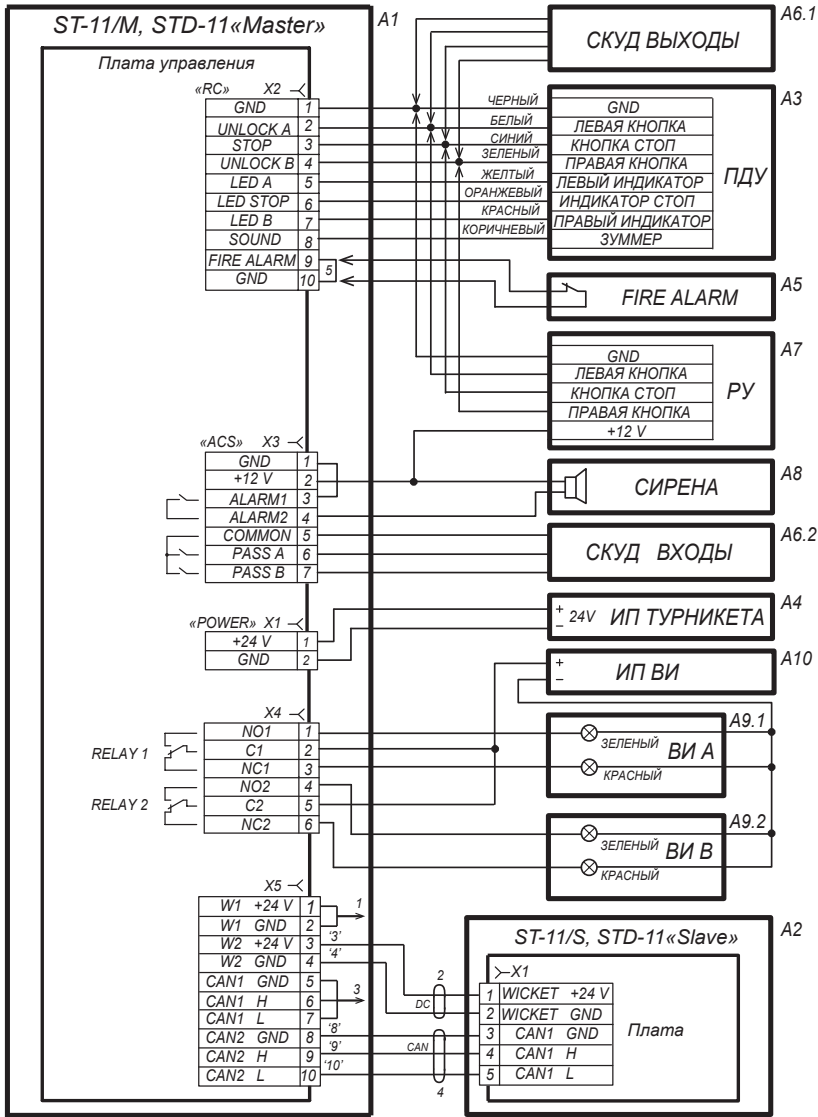 ST-11/M, STD-11«Master»
A1
Плата управления
«RC» X2
GND 1
UNLOCK A 2
STOP 3
UNLOCK B 4
LED A 5
LED STOP 6
LED B 7
SOUND 8
FIRE ALARM 9
GND 10
5
ЧЕРНЫЙ
БЕЛЫЙ
СИНИЙ
ЗЕЛЕНЫЙ
ЖЕЛТЫЙ
ОРАНЖЕВЫЙ
КРАСНЫЙ
КОРИЧНЕВЫЙ
СКУД ВЫХОДЫ
A6.1
A3
GND
ЛЕВАЯ КНОПКА
КНОПКА СТОП
ПРАВАЯ КНОПКА
ЛЕВЫЙ ИНДИКАТОР
ИНДИКАТОР СТОП
ПРАВЫЙ ИНДИКАТОР
ЗУММЕР
ПДУ
FIRE ALARM
A5
A7
GND
ЛЕВАЯ КНОПКА
КНОПКА СТОП
ПРАВАЯ КНОПКА
+12 V
РУ
«ACS» X3
GND 1
+12 V 2
ALARM1 3
ALARM2 4
COMMON 5
PASS A 6
PASS B 7
СИРЕНА
A8
СКУД ВХОДЫ
A6.2
«POWER» X1
+24 V 1
GND 2
+
–
24V ИП ТУРНИКЕТА
A4
+
–
ИП ВИ
A10
X4
NO1 1
C1 2
NC1 3
NO2 4
C2 5
NC2 6
RELAY 1
RELAY 2
A9.1
ЗЕЛЕНЫЙ
ВИ А
КРАСНЫЙ
A9.2
ЗЕЛЕНЫЙ
ВИ В
КРАСНЫЙ
X5
W1 +24 V 1
W1 GND 2
W2 +24 V 3
W2 GND 4
CAN1 GND 5
CAN1 H 6
CAN1 L 7
CAN2 GND 8
CAN2 H 9
CAN2 L 10
1
‘3’
‘4’
3
‘8’
‘9’
‘10’
2
DC
CAN
4
ST-11/S, STD-11«Slave»
A2
X1
1 WICKET +24 V
2 WICKET GND
3 CAN1 GND
4 CAN1 H
5 CAN1 L
Плата